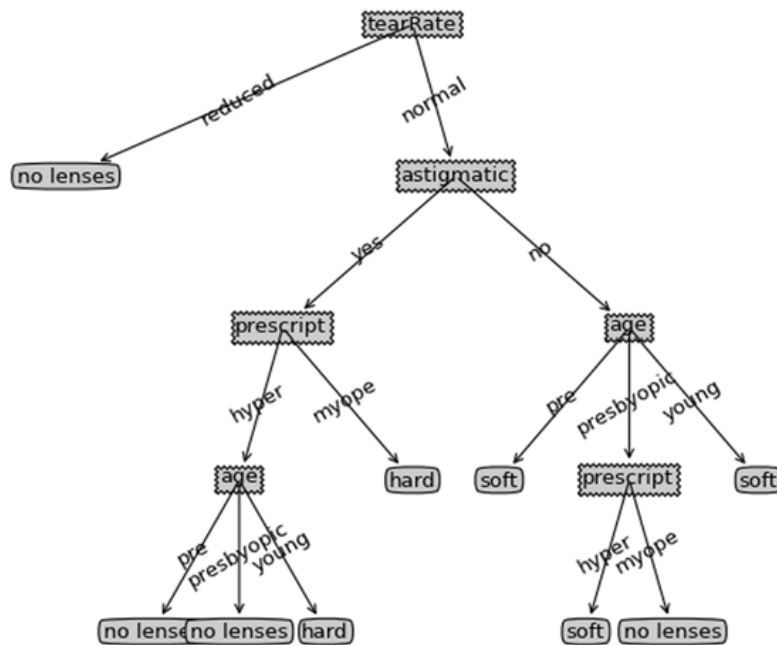 tearRate
reduced
normal
no lenses
astigmatic
yes
no
prescript
age
hyper
myope
pre
presbyopic
young
age
hard
soft
prescript
soft
pre
presbyopic
young
hyper
myope
no lense
no lenses
hard
soft
no lenses